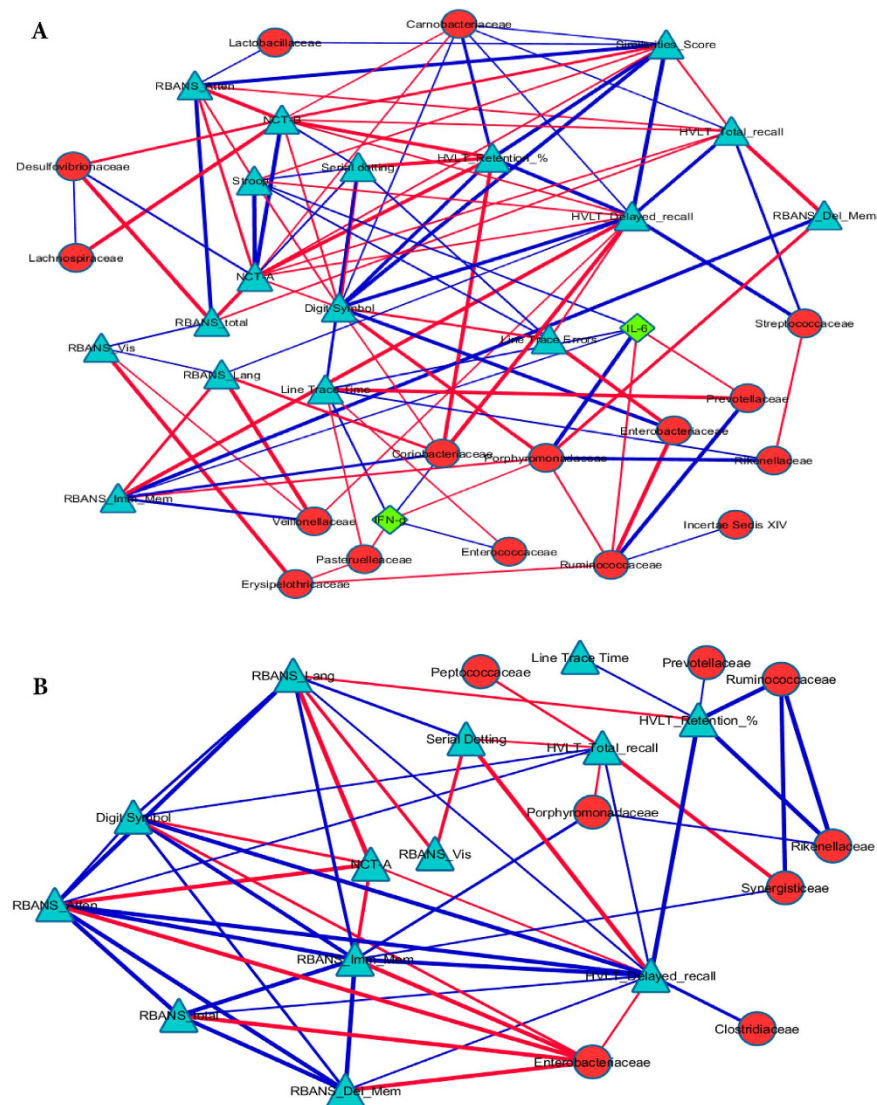 A
Carnobacteriaceae
Lactobacillaceae
Similarities_Score
RBANS_Atten
NCT-B
HVLT_Total_recall
Desulfovibrionaceae
Stroop
Serial dotting
HVLT_Retention_%
HVLT_Delayed_recall
RBANS_Del_Mem
Lachnospiraceae
NCT-A
Digit Symbol
RBANS_total
IL-6
Streptococcaceae
RBANS_Vis
Line Trace Errors
RBANS_Lang
Line Trace Time
Prevotellaceae
Enterobacteriaceae
Coriobacteriaceae
Porphyromonadaceae
Rikenellaceae
RBANS_Imm_Mem
Veillonellaceae
IFN-g
Incertae Sedis XIV
Pasteruelleaceae
Enterococcaceae
Ruminococcaceae
Erysipelothricaceae
B
RBANS_Lang
Peptococcaceae
Line Trace Time
Prevotellaceae
Ruminococcaceae
HVLT_Retention_%
Serial Dotting
HVLT_Total_recall
Digit Symbol
Porphyromonadaceae
NCT-A
RBANS_Vis
Rikenellaceae
Synergisticeae
RBANS_Atten
RBANS_Imm_Mem
HVLT_Delayed_recall
RBANS_total
Clostridiaceae
Enterobacteriaceae
RBANS_Del_Mem